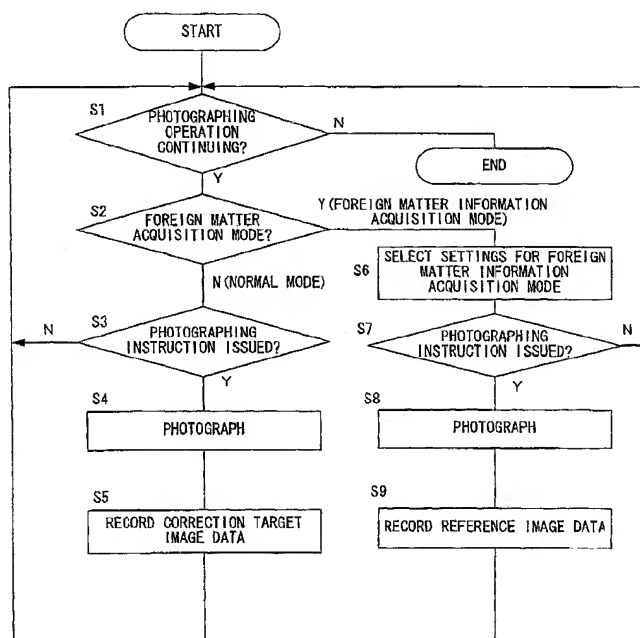 START
S1
PHOTOGRAPHING
OPERATION
CONTINUING?
N
END
Y
S2
FOREIGN MATTER
ACQUISITION MODE?
Y(FOREIGN MATTER INFORMATION
ACQUISITION MODE)
N(NORMAL MODE)
S6
SELECT SETTINGS FOR FOREIGN
MATTER INFORMATION
ACQUISITION MODE
S3
N
PHOTOGRAPHING
INSTRUCTION ISSUED?
Y
S7
PHOTOGRAPHING
INSTRUCTION ISSUED?
N
Y
S4
PHOTOGRAPH
S8
PHOTOGRAPH
S5
RECORD CORRECTION TARGET
IMAGE DATA
S9
RECORD REFERENCE IMAGE DATA